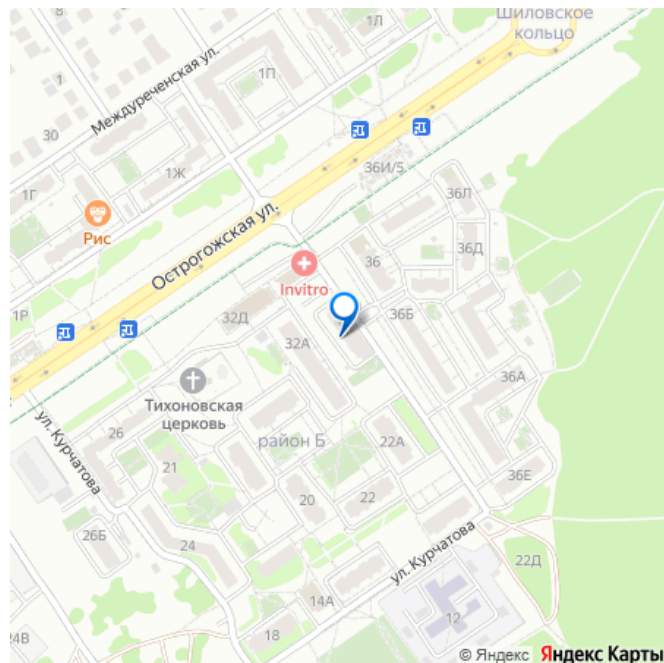 Шиловское
кольцо
1Л
1
Междуреченская ул.
1П
30
36И/5
1Ж
1Г
36Л
Рис
Острогожская ул.
36Д
36
Invitro
1Р
32Д
36Б
32А
36А
Тихоновская
церковь
ул. Курчатова
26
район Б
22А
21
36Е
20
22
26Б
24
ул. Курчатова
22Д
14А
12
18
24В
© Яндекс Яндекс Карты